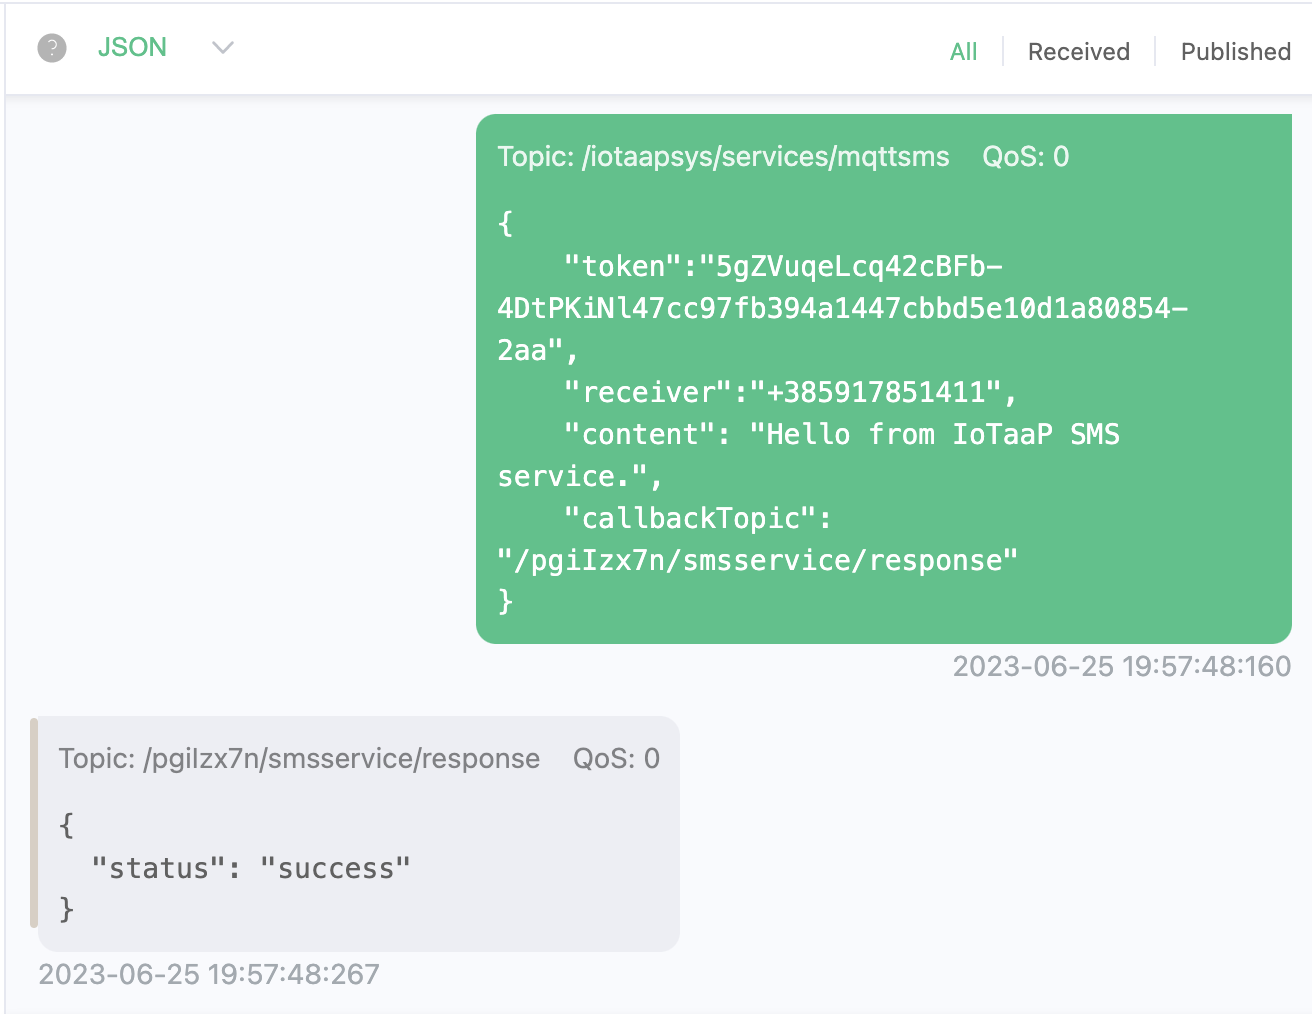 ? JSON All Received Published
Topic: /iotaapsys/services/mqttsms QoS: 0
{
"token":"5gZVuqeLcq42cBFb-
4DtPKiNl47cc97fb394a1447cbbd5e10d1a80854-
2aa",
"receiver":"+385917851411",
"content": "Hello from IoTaaP SMS
service.",
"callbackTopic":
"/pgiIzx7n/smsservice/response"
}
2023-06-25 19:57:48:160
Topic: /pgiIzx7n/smsservice/response QoS: 0
{
"status": "success"
}
2023-06-25 19:57:48:267